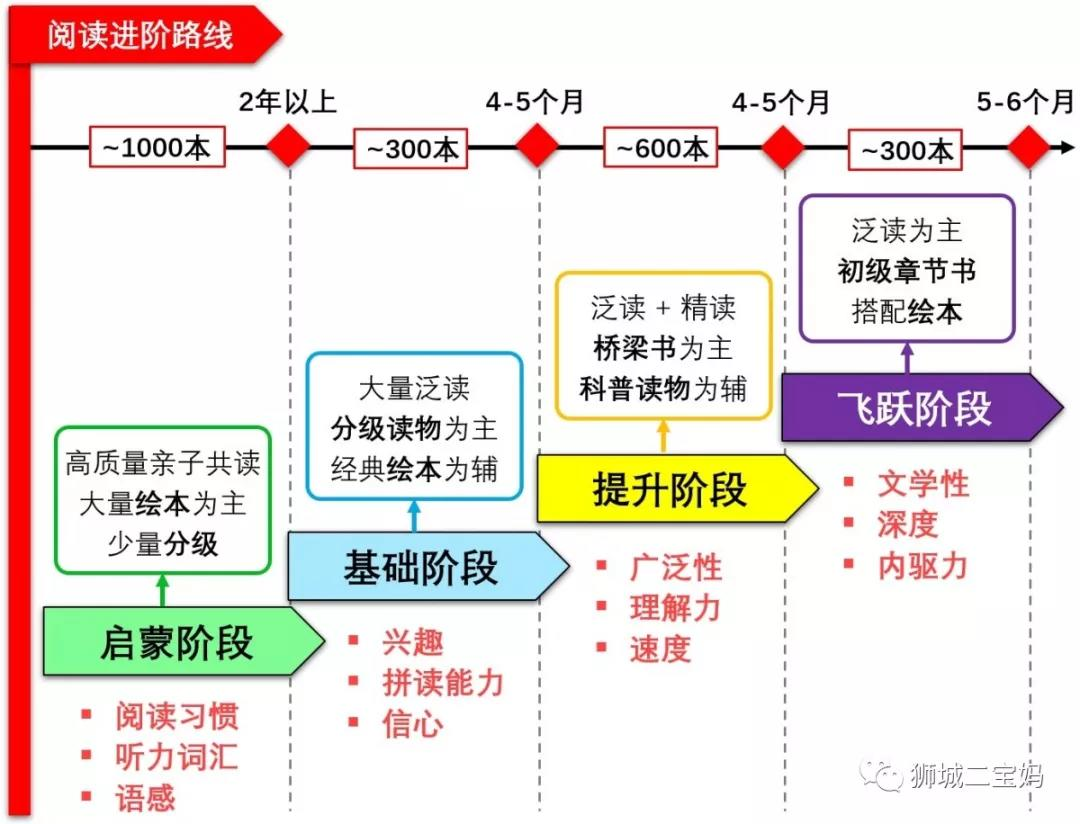 阅读进阶路线
2年以上
4-5个月
4-5个月
5-6个月
~1000本
~300本
~600本
~300本
高质量亲子共读
大量绘本为主
少量分级
启蒙阶段
▪ 阅读习惯
▪ 听力词汇
▪ 语感
大量泛读
分级读物为主
经典绘本为辅
基础阶段
▪ 兴趣
▪ 拼读能力
▪ 信心
泛读 + 精读
桥梁书为主
科普读物为辅
提升阶段
▪ 广泛性
▪ 理解力
▪ 速度
泛读为主
初级章节书
搭配绘本
飞跃阶段
▪ 文学性
▪ 深度
▪ 内驱力
狮城二宝妈